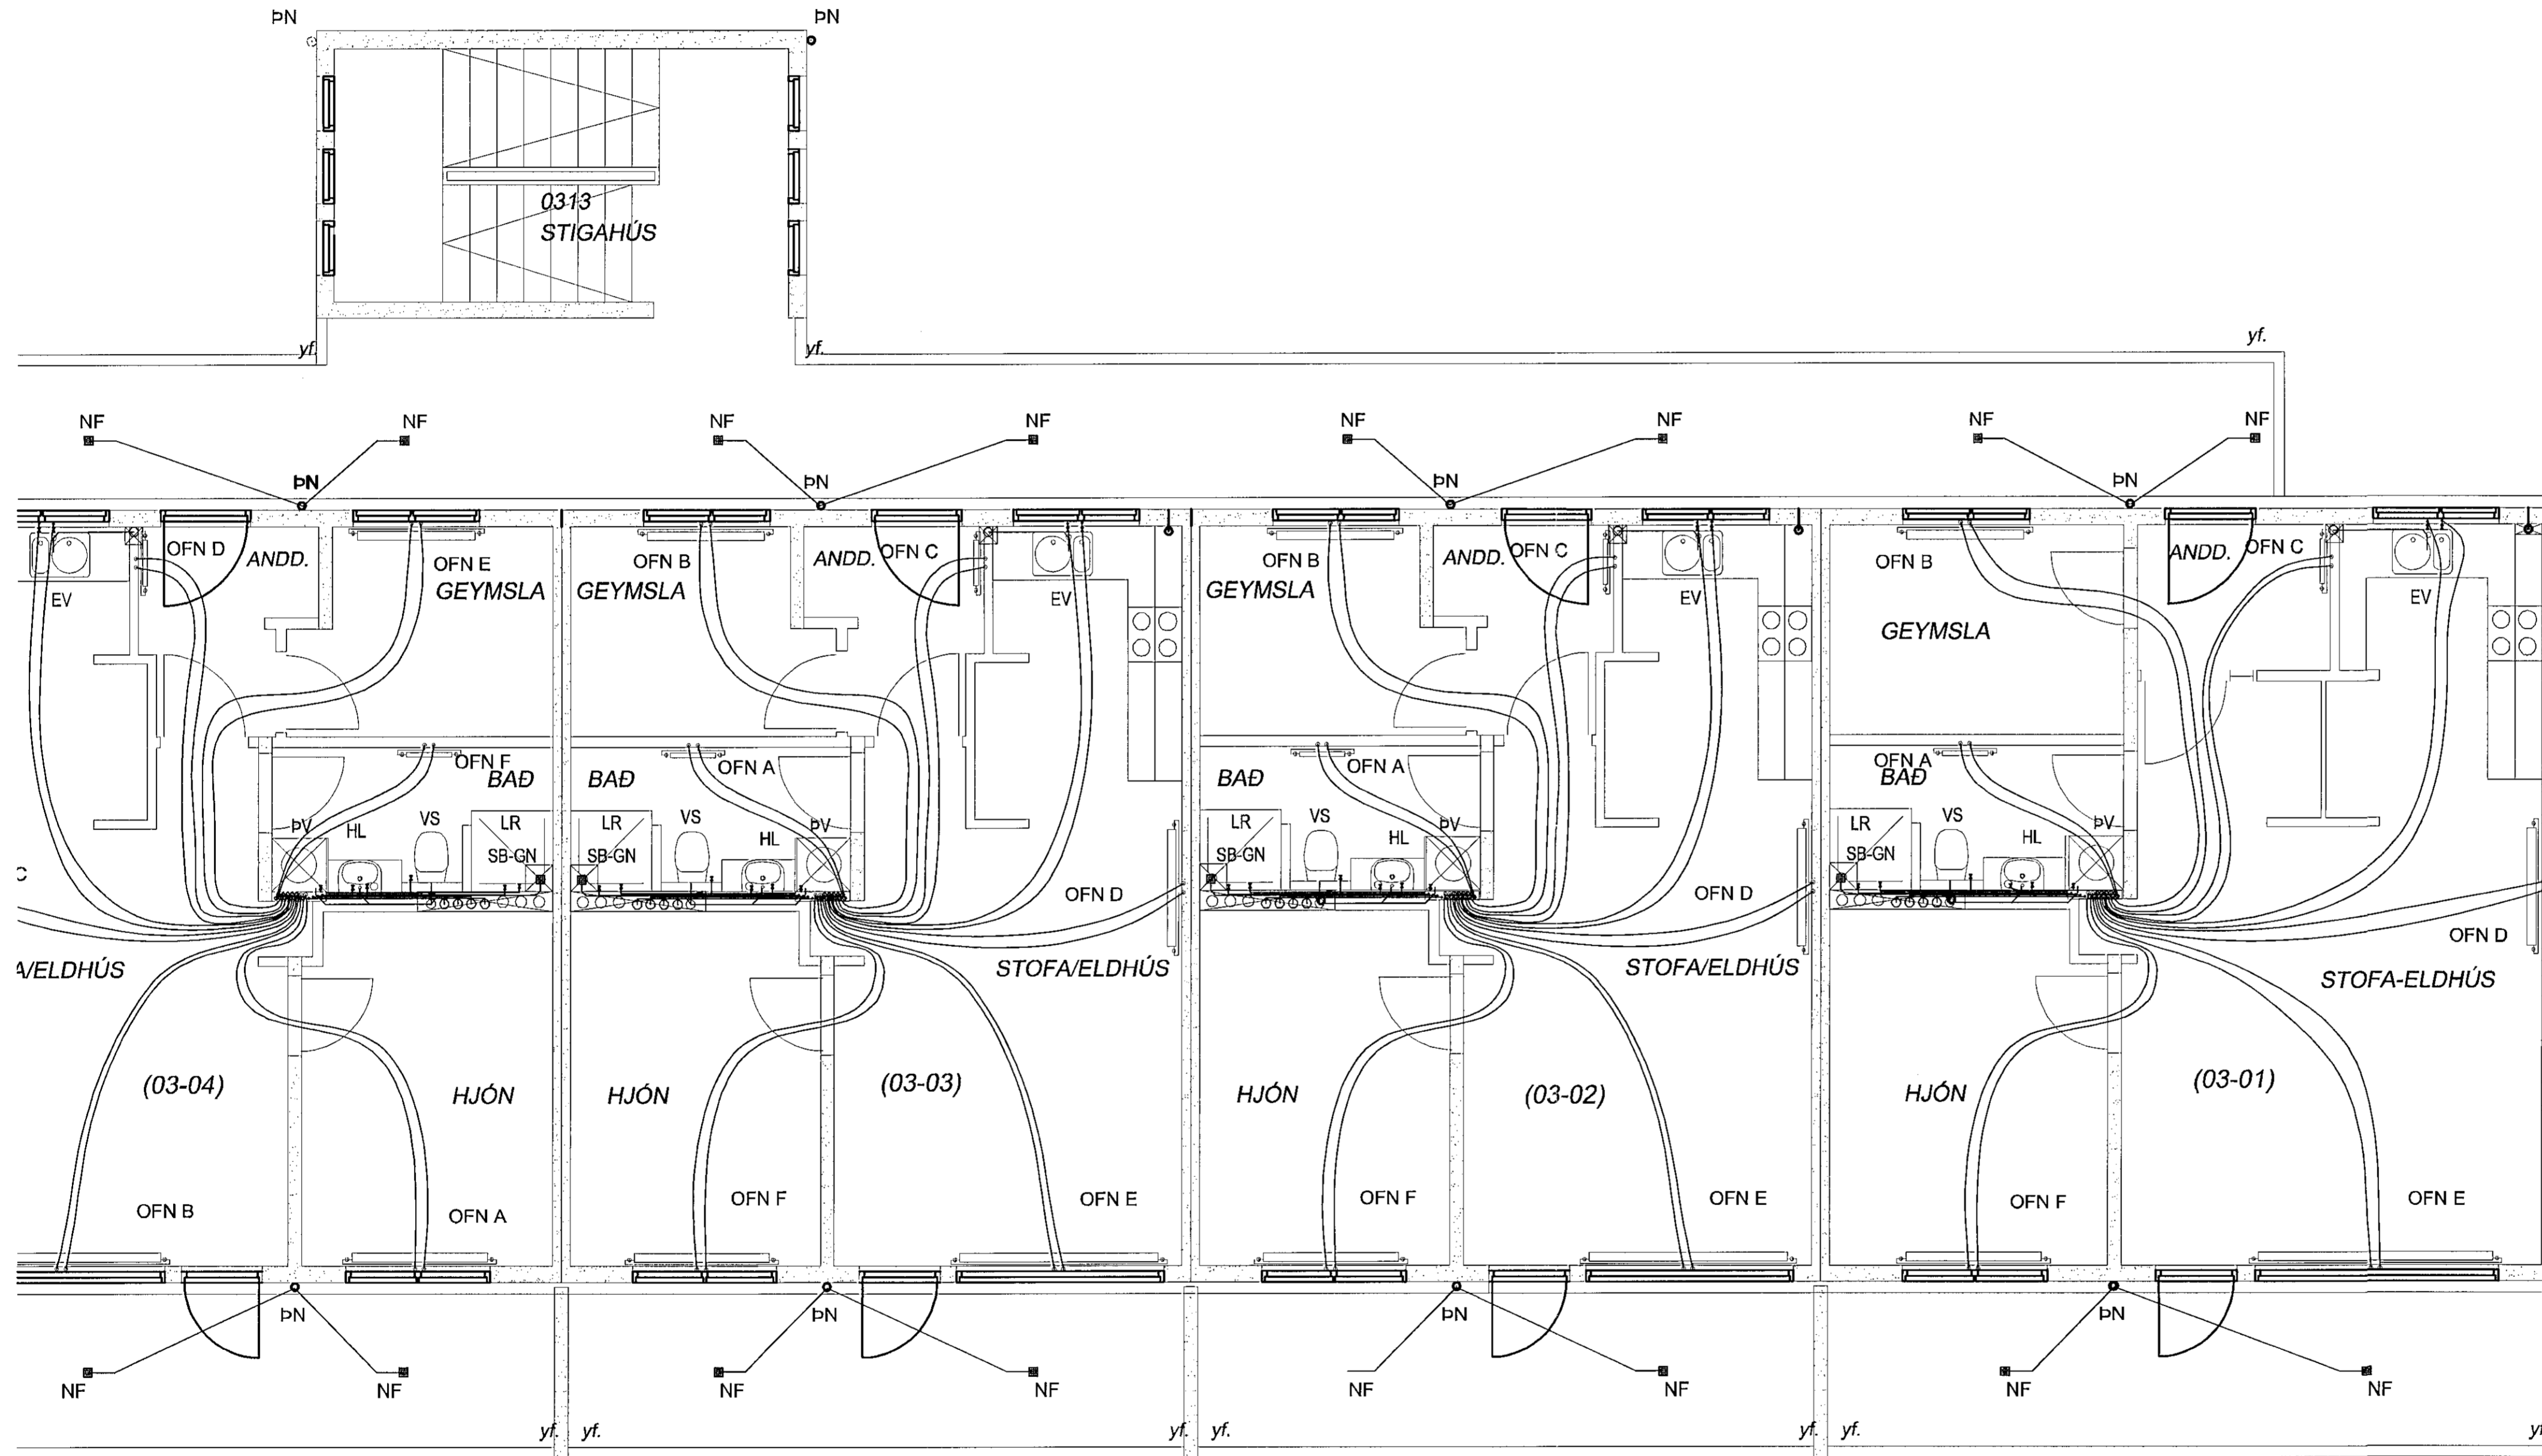 ÞN
ÞN
0313
STIGAHÚS
yf.
yf.
yf.
NF
NF
NF
NF
NF
NF
NF
NF
ÞN
ÞN
ÞN
ÞN
OFN D
ANDD.
OFN E
GEYMSLA
EV
OFN B
GEYMSLA
ANDD.
OFN C
EV
OFN B
GEYMSLA
ANDD.
OFN C
EV
OFN B
GEYMSLA
ANDD.
OFN C
EV
OFN F
BAÐ
ÞV
HL
VS
LR
SB-GN
BAÐ
OFN A
LR
SB-GN
VS
HL
ÞV
BAÐ
OFN A
LR
SB-GN
VS
HL
ÞV
OFN A
BAÐ
LR
SB-GN
VS
HL
ÞV
C
A/ELDHÚS
OFN D
STOFA/ELDHÚS
OFN D
STOFA/ELDHÚS
OFN D
STOFA-ELDHÚS
(03-04)
HJÓN
HJÓN
(03-03)
HJÓN
(03-02)
HJÓN
(03-01)
OFN B
OFN A
OFN F
OFN E
OFN F
OFN E
OFN F
OFN E
ÞN
ÞN
ÞN
ÞN
NF
NF
NF
NF
NF
NF
NF
NF
yf.
yf.
yf.
yf.
yf.
yf.